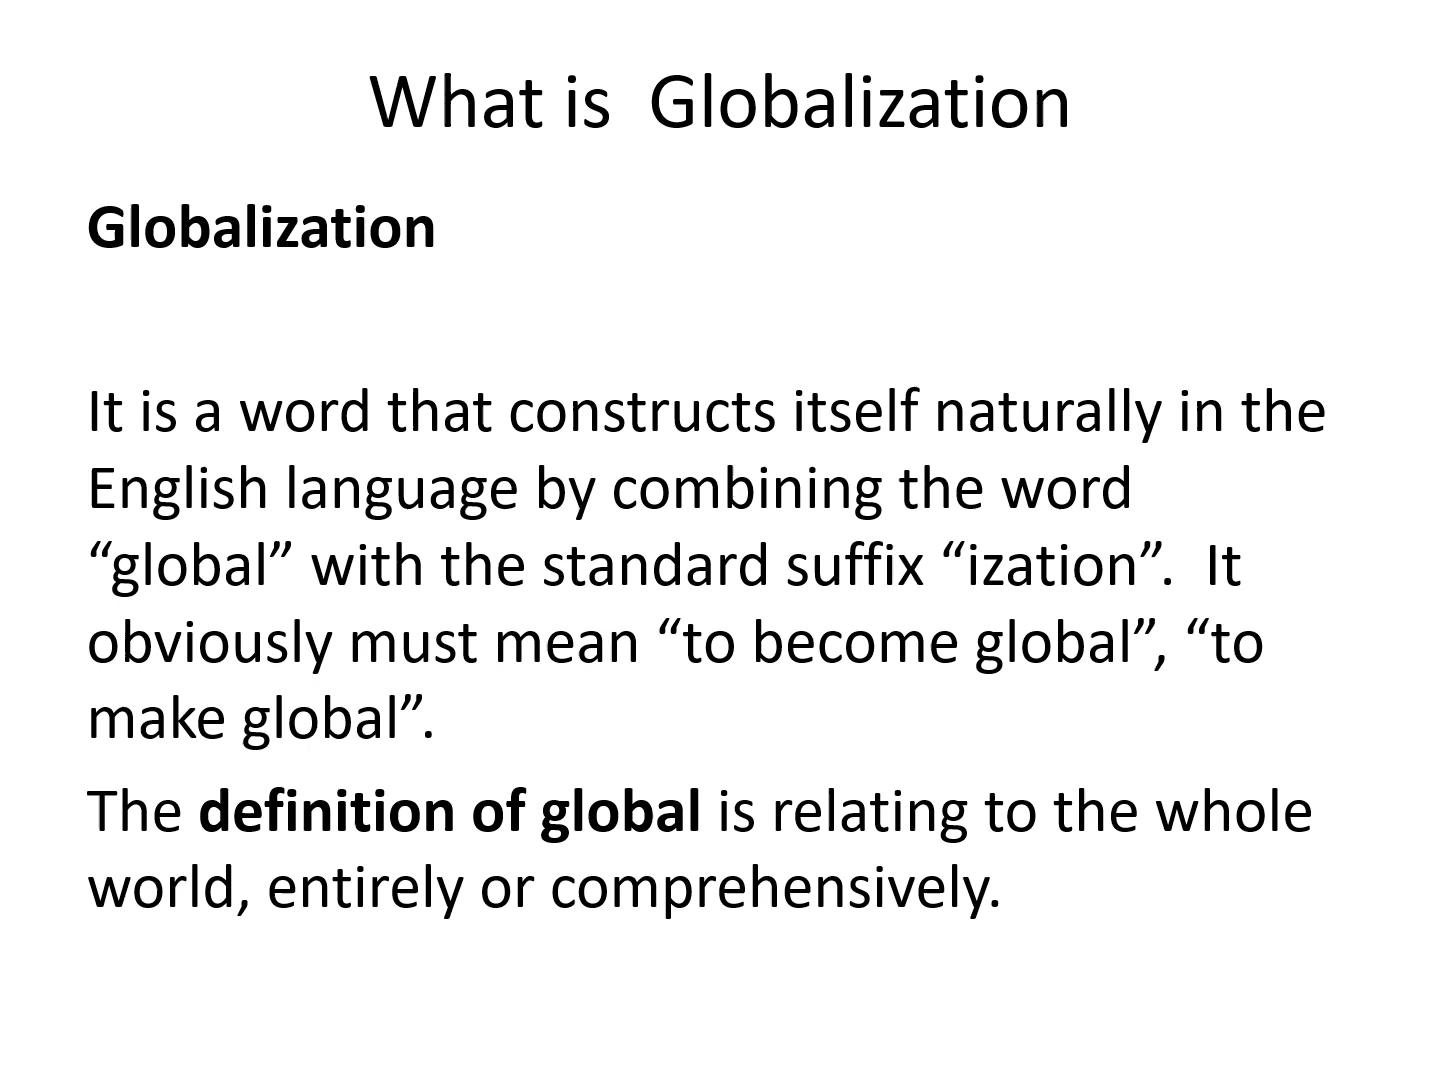 What is  Globalization
Globalization
It is a word that constructs itself naturally in the
English language by combining the word
“global” with the standard suffix “ization”.  It
obviously must mean “to become global”, “to
make global”.
The definition of global is relating to the whole
world, entirely or comprehensively.